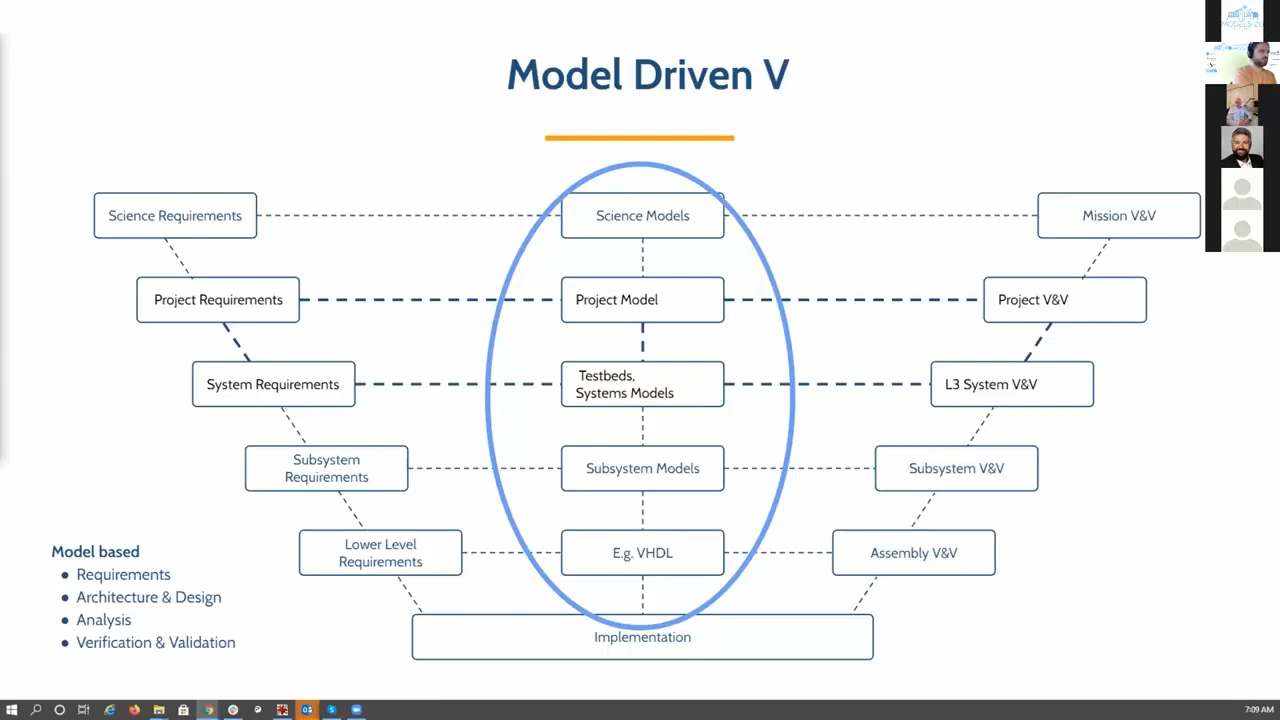 MODELS 20
Model Driven V
Science Requirements
Science Models
Mission V&V
Project Requirements
Project Model
Project V&V
System Requirements
Testbeds,
Systems Models
L3 System V&V
Subsystem
Requirements
Subsystem Models
Subsystem V&V
Lower Level
Requirements
E.g. VHDL
Assembly V&V
Implementation
Model based
● Requirements
● Architecture & Design
● Analysis
● Verification & Validation
7:09 AM